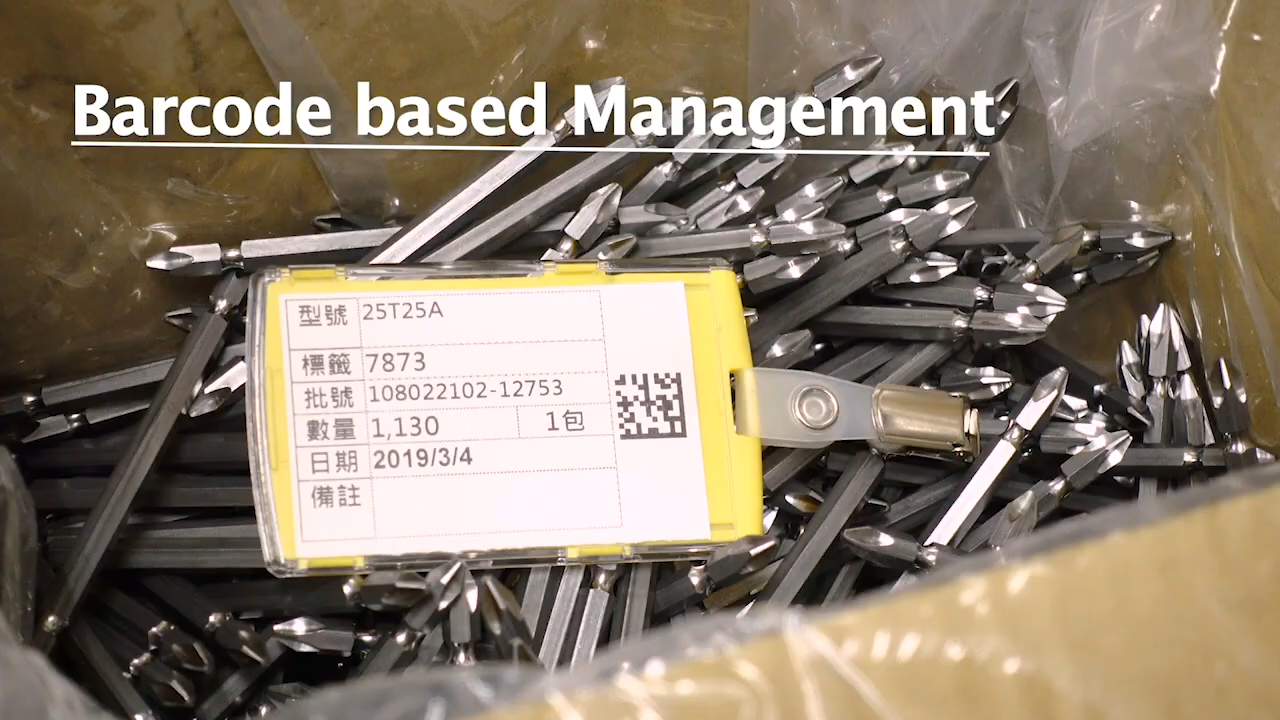 Barcode based Management
型號 25T25A
標籤 7873
批號 108022102-12753
數量 1,130 1包
日期 2019/3/4
備註